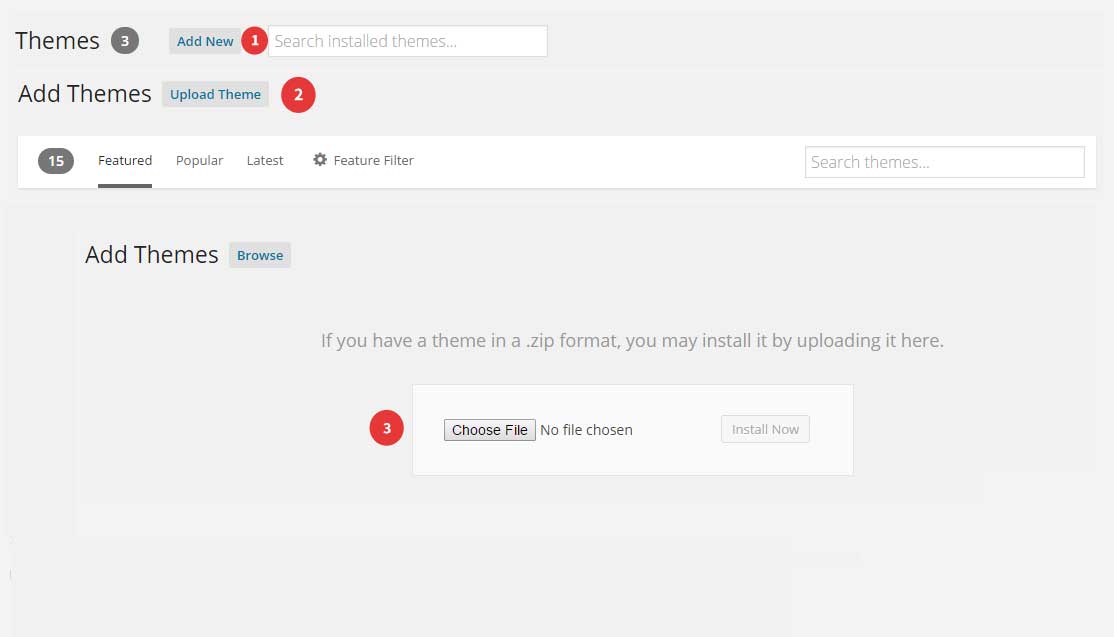 Themes 3 Add New 1 Search installed themes...
Add Themes Upload Theme 2
15 Featured Popular Latest Feature Filter Search themes...
Add Themes Browse
If you have a theme in a .zip format, you may install it by uploading it here.
3 Choose File No file chosen Install Now